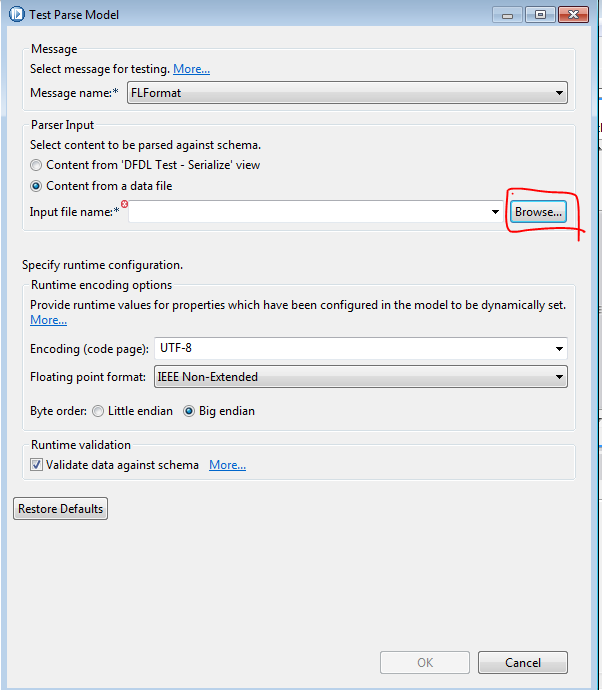 Test Parse Model
Message
Select message for testing. More...
Message name:* FLFormat
Parser Input
Select content to be parsed against schema.
Content from 'DFDL Test - Serialize' view
Content from a data file
Input file name:* Browse...
Specify runtime configuration.
Runtime encoding options
Provide runtime values for properties which have been configured in the model to be dynamically set.
More...
Encoding (code page): UTF-8
Floating point format: IEEE Non-Extended
Byte order: Little endian Big endian
Runtime validation
Validate data against schema More...
Restore Defaults
OK Cancel